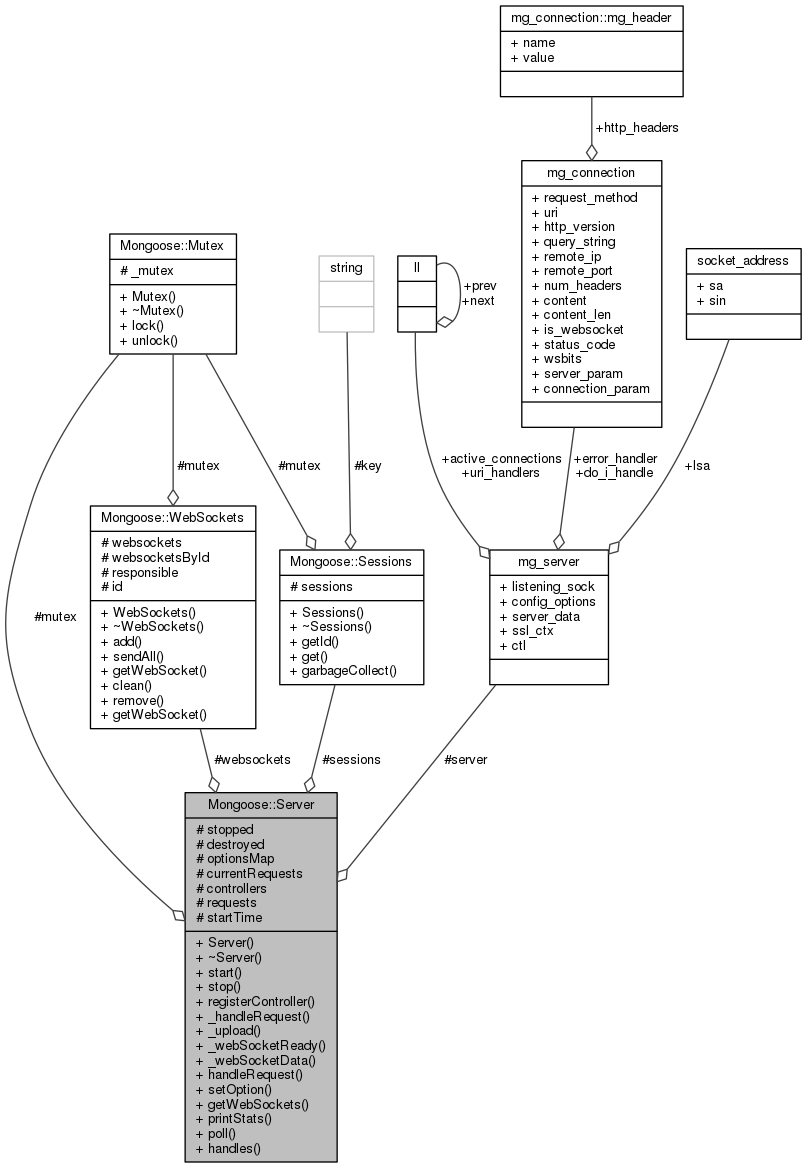 mg_connection::mg_header
+ name
+ value
+http_headers
mg_connection
+ request_method
+ uri
+ http_version
+ query_string
+ remote_ip
+ remote_port
+ num_headers
+ content
+ content_len
+ is_websocket
+ status_code
+ wsbits
+ server_param
+ connection_param
Mongoose::Mutex
# _mutex
+ Mutex()
+ ~Mutex()
+ lock()
+ unlock()
string
ll
+prev
+next
socket_address
+ sa
+ sin
#mutex
#mutex
#key
+active_connections
+uri_handlers
+error_handler
+do_i_handle
+lsa
#mutex
Mongoose::WebSockets
# websockets
# websocketsById
# responsible
# id
+ WebSockets()
+ ~WebSockets()
+ add()
+ sendAll()
+ getWebSocket()
+ clean()
+ remove()
+ getWebSocket()
Mongoose::Sessions
# sessions
+ Sessions()
+ ~Sessions()
+ getId()
+ get()
+ garbageCollect()
mg_server
+ listening_sock
+ config_options
+ server_data
+ ssl_ctx
+ ctl
#websockets
#sessions
#server
Mongoose::Server
# stopped
# destroyed
# optionsMap
# currentRequests
# controllers
# requests
# startTime
+ Server()
+ ~Server()
+ start()
+ stop()
+ registerController()
+ _handleRequest()
+ _upload()
+ _webSocketReady()
+ _webSocketData()
+ handleRequest()
+ setOption()
+ getWebSockets()
+ printStats()
+ poll()
+ handles()